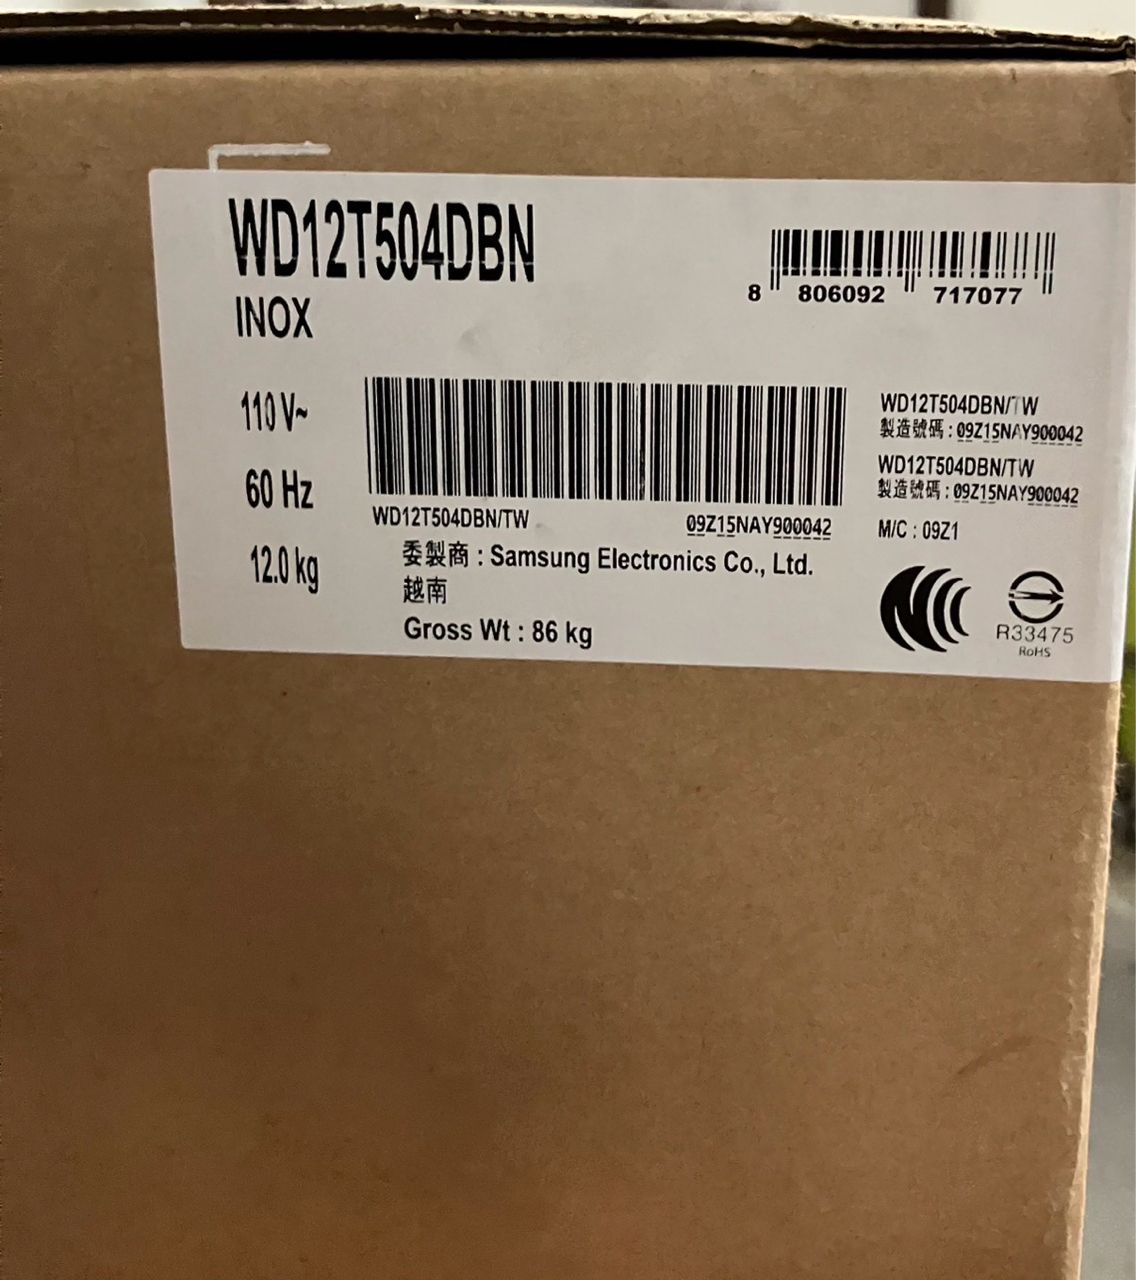 WD12T504DBN
INOX
8 806092 717077
110 V~
60 Hz
12.0 kg
WD12T504DBN/TW 09Z15NAY900042
委製商 : Samsung Electronics Co., Ltd.
越南
Gross Wt : 86 kg
WD12T504DBN/TW
製造號碼 : 09Z15NAY900042
WD12T504DBN/TW
製造號碼 : 09Z15NAY900042
M/C : 09Z1
R33475
RoHS